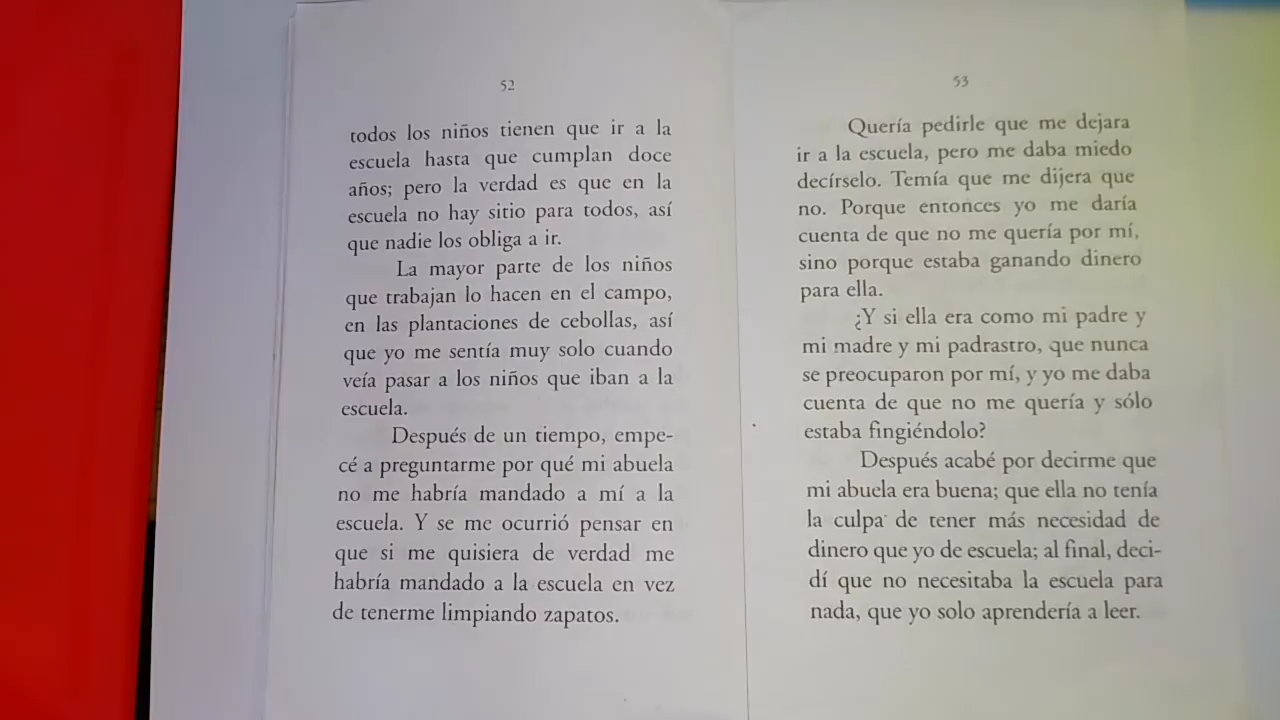 52
todos los niños tienen que ir a la
escuela hasta que cumplan doce
años; pero la verdad es que en la
escuela no hay sitio para todos, así
que nadie los obliga a ir.
La mayor parte de los niños
que trabajan lo hacen en el campo,
en las plantaciones de cebollas, así
que yo me sentía muy solo cuando
veía pasar a los niños que iban a la
escuela.
Después de un tiempo, empe-
cé a preguntarme por qué mi abuela
no me habría mandado a mí a la
escuela. Y se me ocurrió pensar en
que si me quisiera de verdad me
habría mandado a la escuela en vez
de tenerme limpiando zapatos.
53
Quería pedirle que me dejara
ir a la escuela, pero me daba miedo
decírselo. Temía que me dijera que
no. Porque entonces yo me daría
cuenta de que no me quería por mí,
sino porque estaba ganando dinero
para ella.
¿Y si ella era como mi padre y
mi madre y mi padrastro, que nunca
se preocuparon por mí, y yo me daba
cuenta de que no me quería y sólo
estaba fingiéndolo?
Después acabé por decirme que
mi abuela era buena; que ella no tenía
la culpa de tener más necesidad de
dinero que yo de escuela; al final, deci-
dí que no necesitaba la escuela para
nada, que yo solo aprendería a leer.